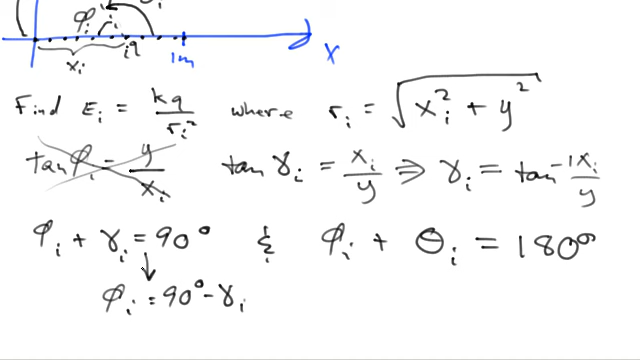 φᵢ rᵢ
iq
xᵢ 1m X
Find Eᵢ = kq/rᵢ² where rᵢ = √(xᵢ² + y²)
tan φᵢ = y/xᵢ tan γᵢ = xᵢ/y ⇒ γᵢ = tan⁻¹ xᵢ/y
φᵢ + γᵢ = 90° & φᵢ + θᵢ = 180°
φᵢ = 90° - γᵢ